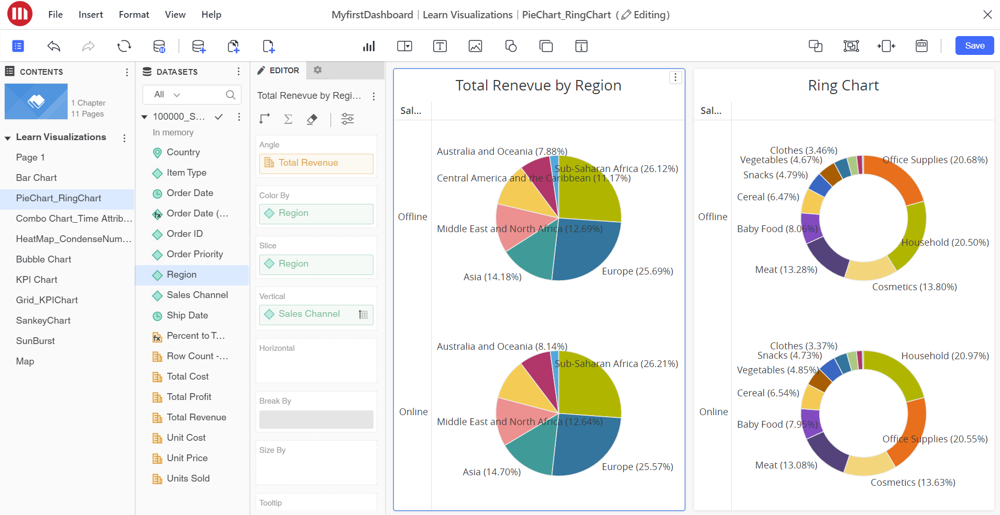 File Insert Format View Help
MyfirstDashboard | Learn Visualizations | PieChart_RingChart ( Editing)
Save
CONTENTS
1 Chapter
11 Pages
Learn Visualizations
Page 1
Bar Chart
PieChart_RingChart
Combo Chart_Time Attrib...
HeatMap_CondenseNum...
Bubble Chart
KPI Chart
Grid_KPIChart
SankeyChart
SunBurst
Map
DATASETS
All
100000_S...
In memory
Country
Item Type
Order Date
fx Order Date (...
Order ID
Order Priority
Region
Sales Channel
Ship Date
fx Percent to T...
Row Count -...
Total Cost
Total Profit
Total Revenue
Unit Cost
Unit Price
Units Sold
EDITOR
Total Renevue by Regi...
Angle
Total Revenue
Color By
Region
Slice
Region
Vertical
Sales Channel
Horizontal
Break By
Size By
Tooltip
Total Renevue by Region
Sal...
Offline
Australia and Oceania (7.88%)
Sub-Saharan Africa (26.12%)
Central America and the Caribbean (11.17%)
Middle East and North Africa (12.69%)
Europe (25.69%)
Asia (14.18%)
Online
Australia and Oceania (8.14%)
Sub-Saharan Africa (26.21%)
Middle East and North Africa (12.64%)
Europe (25.57%)
Asia (14.70%)
Ring Chart
Sal...
Offline
Clothes (3.46%)
Vegetables (4.67%)
Office Supplies (20.68%)
Snacks (4.79%)
Cereal (6.47%)
Baby Food (8.06%)
Household (20.50%)
Meat (13.28%)
Cosmetics (13.80%)
Online
Clothes (3.37%)
Snacks (4.73%)
Household (20.97%)
Vegetables (4.85%)
Cereal (6.54%)
Baby Food (7.95%)
Office Supplies (20.55%)
Meat (13.08%)
Cosmetics (13.63%)